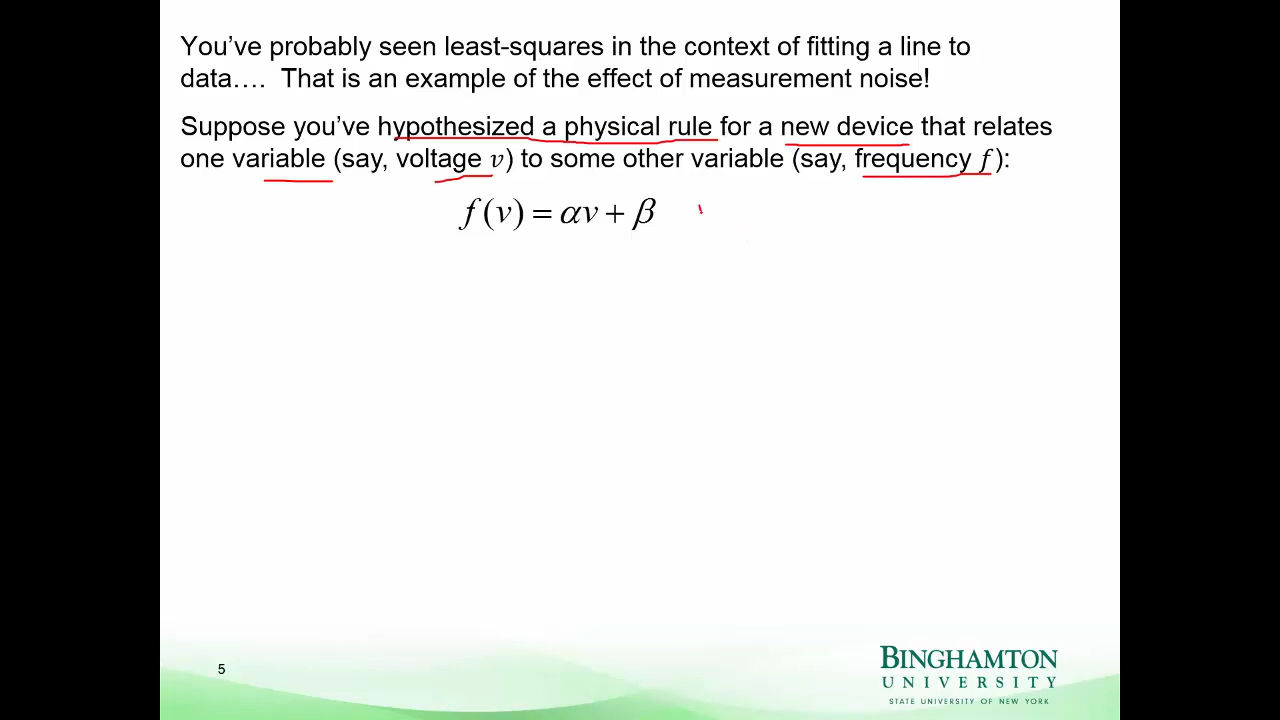 You've probably seen least-squares in the context of fitting a line to
data…. That is an example of the effect of measurement noise!
Suppose you've hypothesized a physical rule for a new device that relates
one variable (say, voltage v) to some other variable (say, frequency f):
f(v) = αv + β
5
BINGHAMTON
UNIVERSITY
STATE UNIVERSITY OF NEW YORK